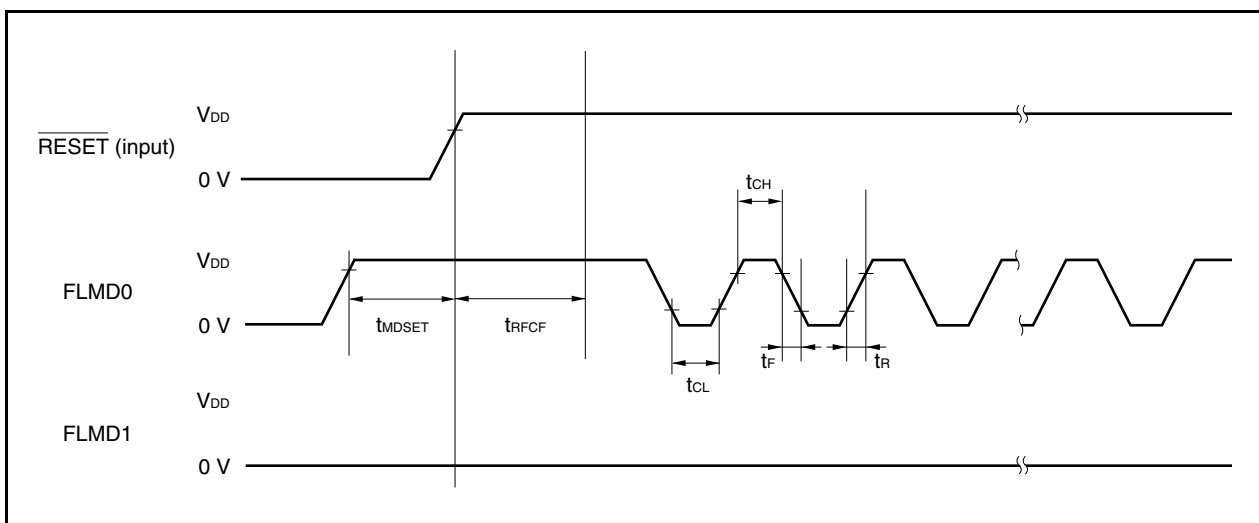 VDD
RESET (input)
0 V
tCH
VDD
FLMD0
tMDSET
tRFCF
0 V
tF
tR
tCL
VDD
FLMD1
0 V